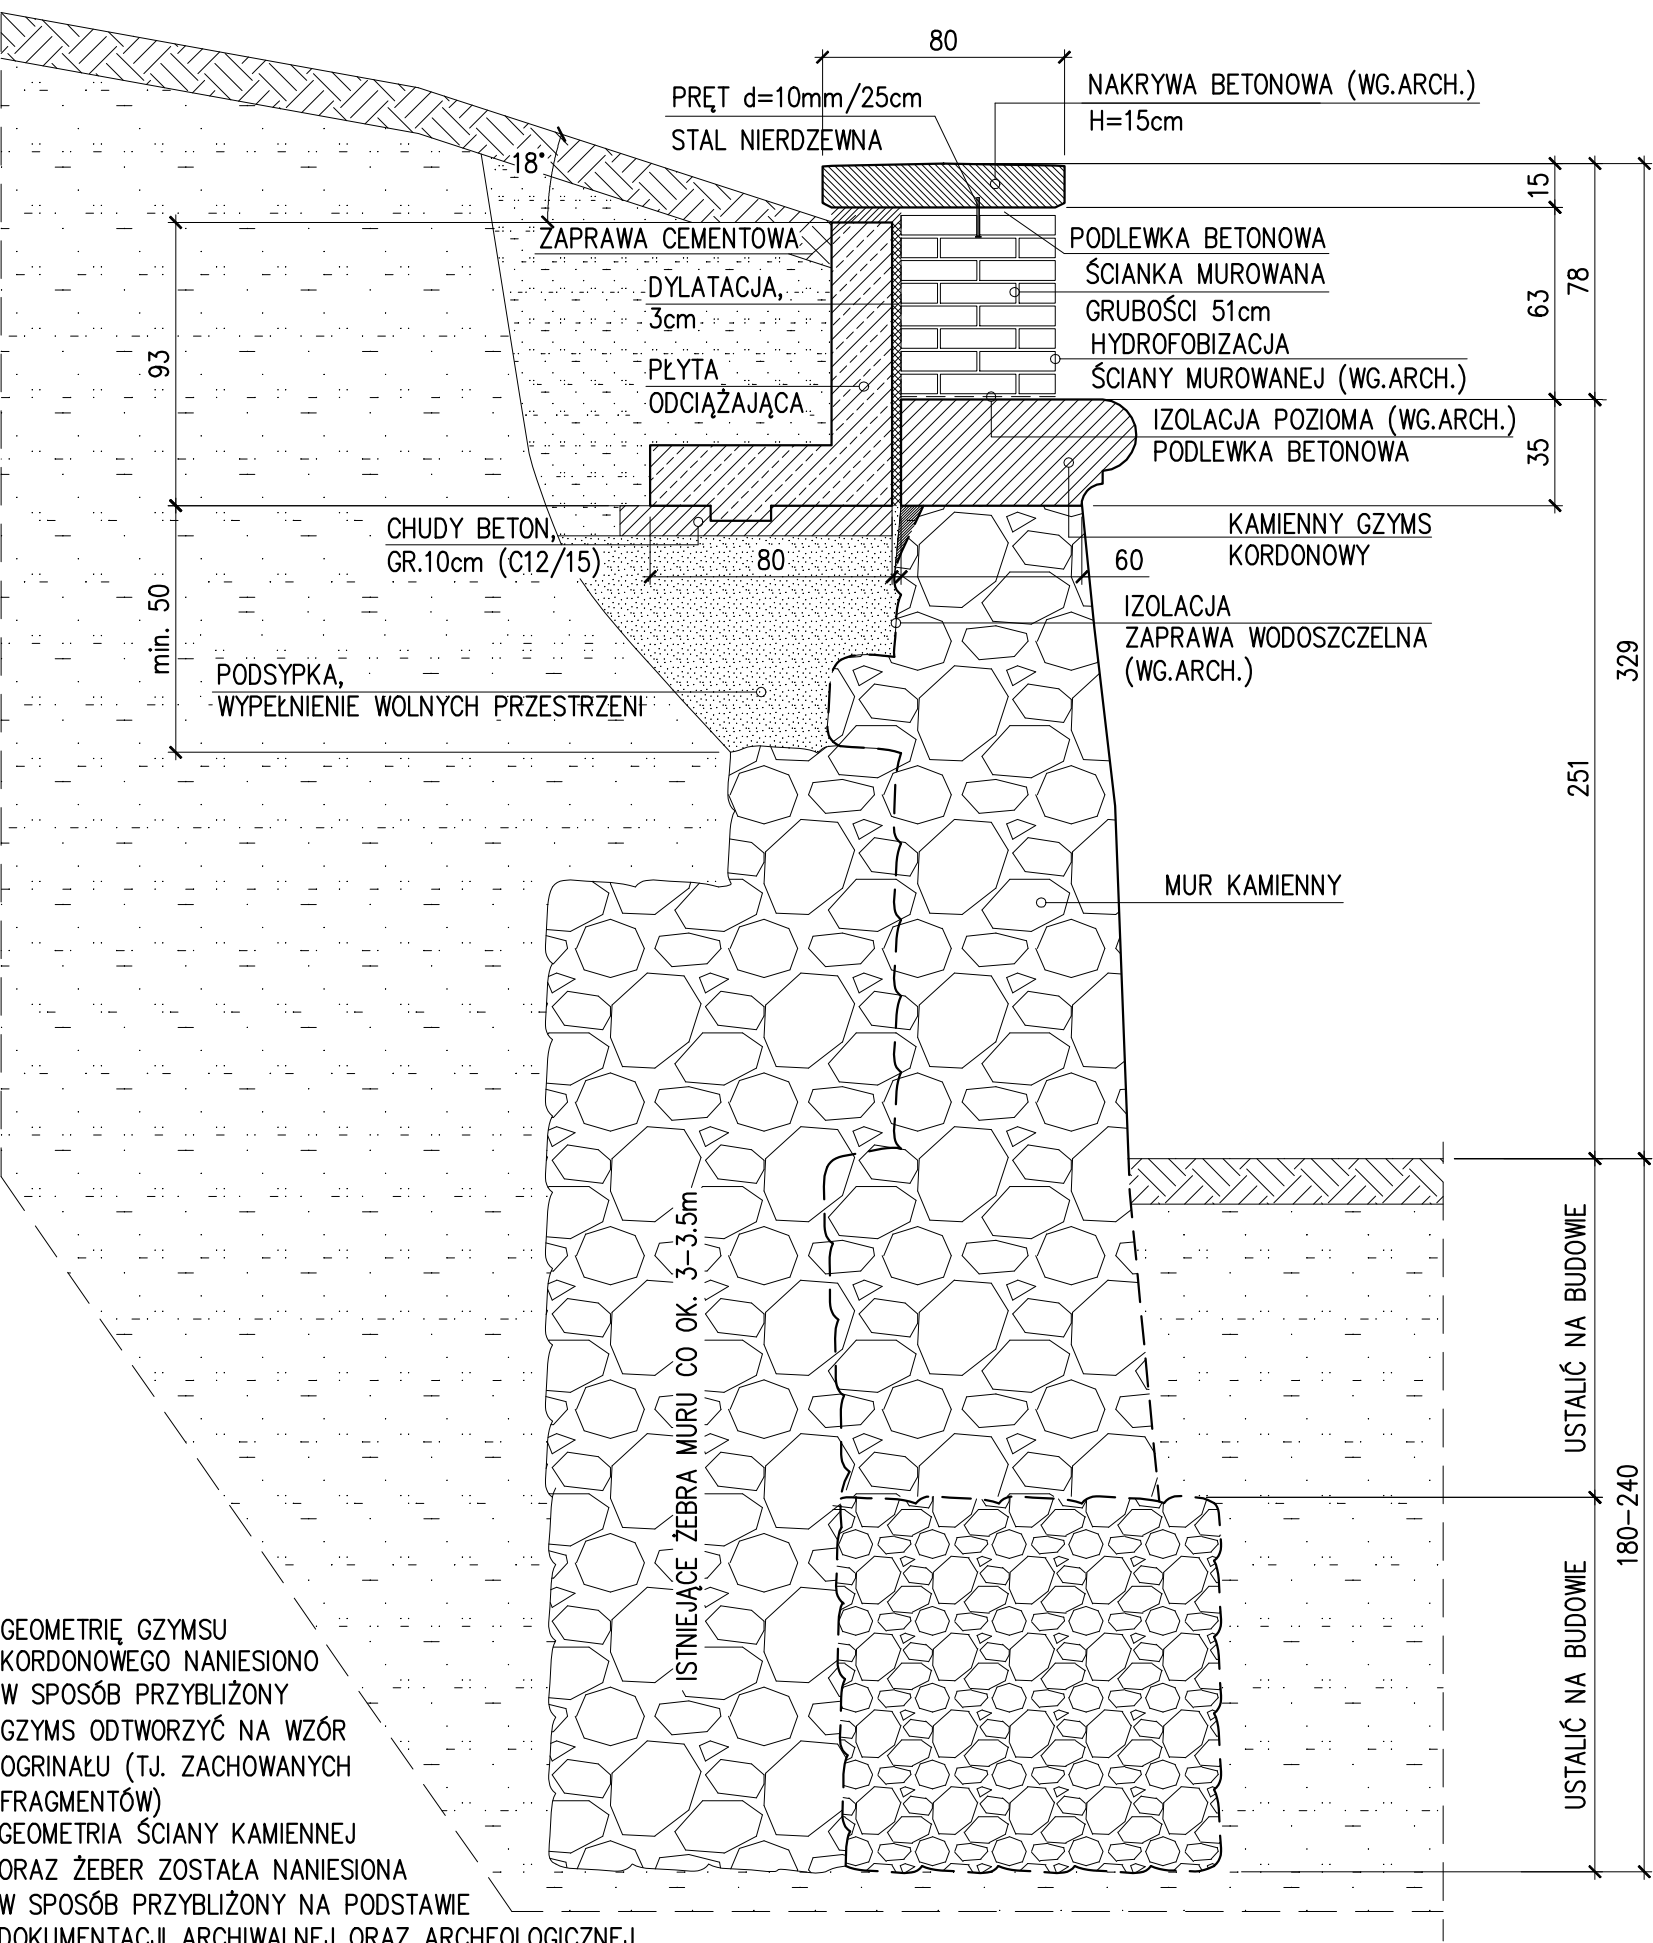 80
PRĘT d=10mm/25cm
STAL NIERDZEWNA
NAKRYWA BETONOWA (WG.ARCH.)
H=15cm
18°
15
ZAPRAWA CEMENTOWA
PODLEWKA BETONOWA
DYLATACJA,
3cm
ŚCIANKA MUROWANA
GRUBOŚCI 51cm
63
78
HYDROFOBIZACJA
ŚCIANY MUROWANEJ (WG.ARCH.)
93
PŁYTA
ODCIĄŻAJĄCA
IZOLACJA POZIOMA (WG.ARCH.)
PODLEWKA BETONOWA
35
CHUDY BETON,
GR.10cm (C12/15)
80
60
KAMIENNY GZYMS
KORDONOWY
min. 50
IZOLACJA
ZAPRAWA WODOSZCZELNA
(WG.ARCH.)
329
PODSYPKA,
WYPEŁNIENIE WOLNYCH PRZESTRZENI
251
MUR KAMIENNY
ISTNIEJĄCE ŻEBRA MURU CO OK. 3-3.5m
USTALIĆ NA BUDOWIE
180-240
USTALIĆ NA BUDOWIE
GEOMETRIĘ GZYMSU
KORDONOWEGO NANIESIONO
W SPOSÓB PRZYBLIŻONY
GZYMS ODTWORZYĆ NA WZÓR
OGRINAŁU (TJ. ZACHOWANYCH
FRAGMENTÓW)
GEOMETRIA ŚCIANY KAMIENNEJ
ORAZ ŻEBER ZOSTAŁA NANIESIONA
W SPOSÓB PRZYBLIŻONY NA PODSTAWIE
DOKUMENTACJI ARCHIWALNEJ ORAZ ARCHEOLOGICZNEJ